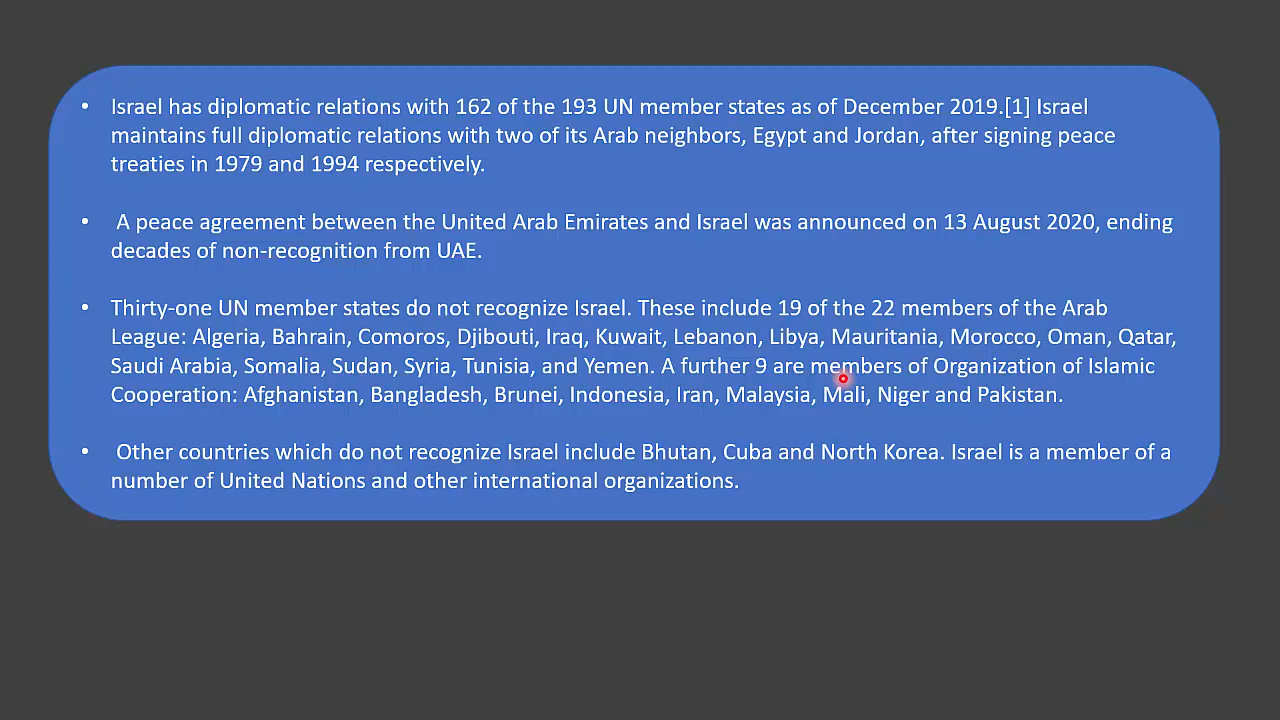 • Israel has diplomatic relations with 162 of the 193 UN member states as of December 2019.[1] Israel
maintains full diplomatic relations with two of its Arab neighbors, Egypt and Jordan, after signing peace
treaties in 1979 and 1994 respectively.
• A peace agreement between the United Arab Emirates and Israel was announced on 13 August 2020, ending
decades of non-recognition from UAE.
• Thirty-one UN member states do not recognize Israel. These include 19 of the 22 members of the Arab
League: Algeria, Bahrain, Comoros, Djibouti, Iraq, Kuwait, Lebanon, Libya, Mauritania, Morocco, Oman, Qatar,
Saudi Arabia, Somalia, Sudan, Syria, Tunisia, and Yemen. A further 9 are members of Organization of Islamic
Cooperation: Afghanistan, Bangladesh, Brunei, Indonesia, Iran, Malaysia, Mali, Niger and Pakistan.
• Other countries which do not recognize Israel include Bhutan, Cuba and North Korea. Israel is a member of a
number of United Nations and other international organizations.